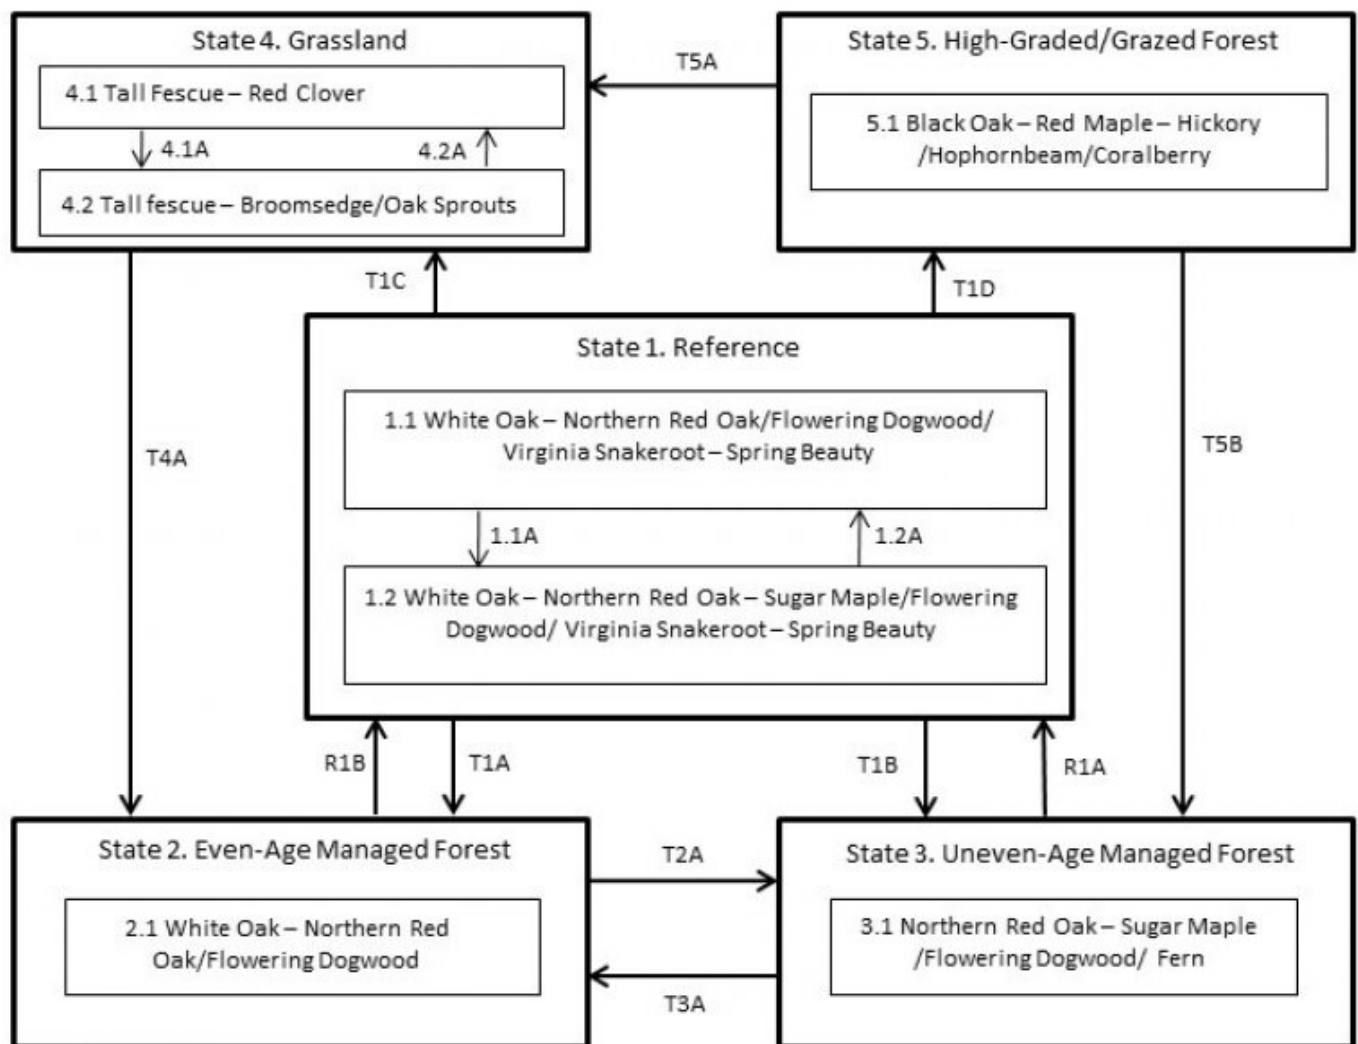 State 4. Grassland
4.1 Tall Fescue – Red Clover
4.1A
4.2A
4.2 Tall fescue – Broomsedge/Oak Sprouts
T5A
State 5. High-Graded/Grazed Forest
5.1 Black Oak – Red Maple – Hickory
/Hophornbeam/Coralberry
T1C
T1D
State 1. Reference
1.1 White Oak – Northern Red Oak/Flowering Dogwood/
Virginia Snakeroot – Spring Beauty
1.1A
1.2A
1.2 White Oak – Northern Red Oak – Sugar Maple/Flowering
Dogwood/ Virginia Snakeroot – Spring Beauty
T4A
T5B
R1B
T1A
T1B
R1A
State 2. Even-Age Managed Forest
2.1 White Oak – Northern Red
Oak/Flowering Dogwood
T2A
T3A
State 3. Uneven-Age Managed Forest
3.1 Northern Red Oak – Sugar Maple
/Flowering Dogwood/ Fern